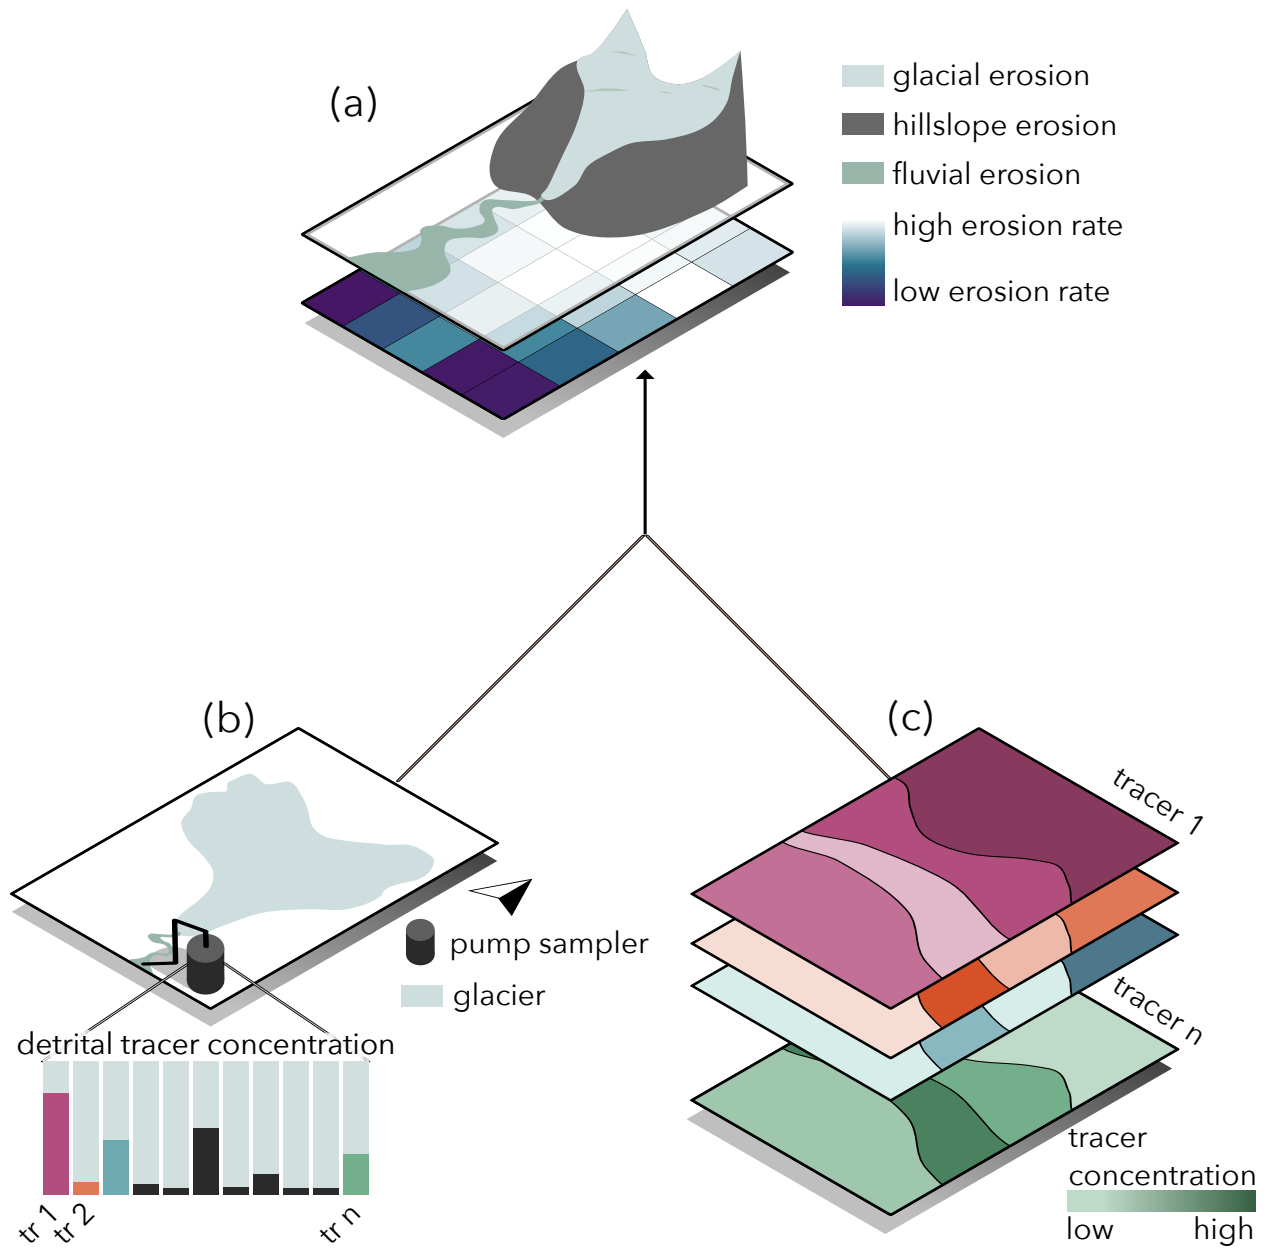 (a)
glacial erosion
hillslope erosion
fluvial erosion
high erosion rate
low erosion rate
(b)
pump sampler
glacier
detrital tracer concentration
tr 1
tr 2
tr n
(c)
tracer 1
tracer n
tracer
concentration
low high